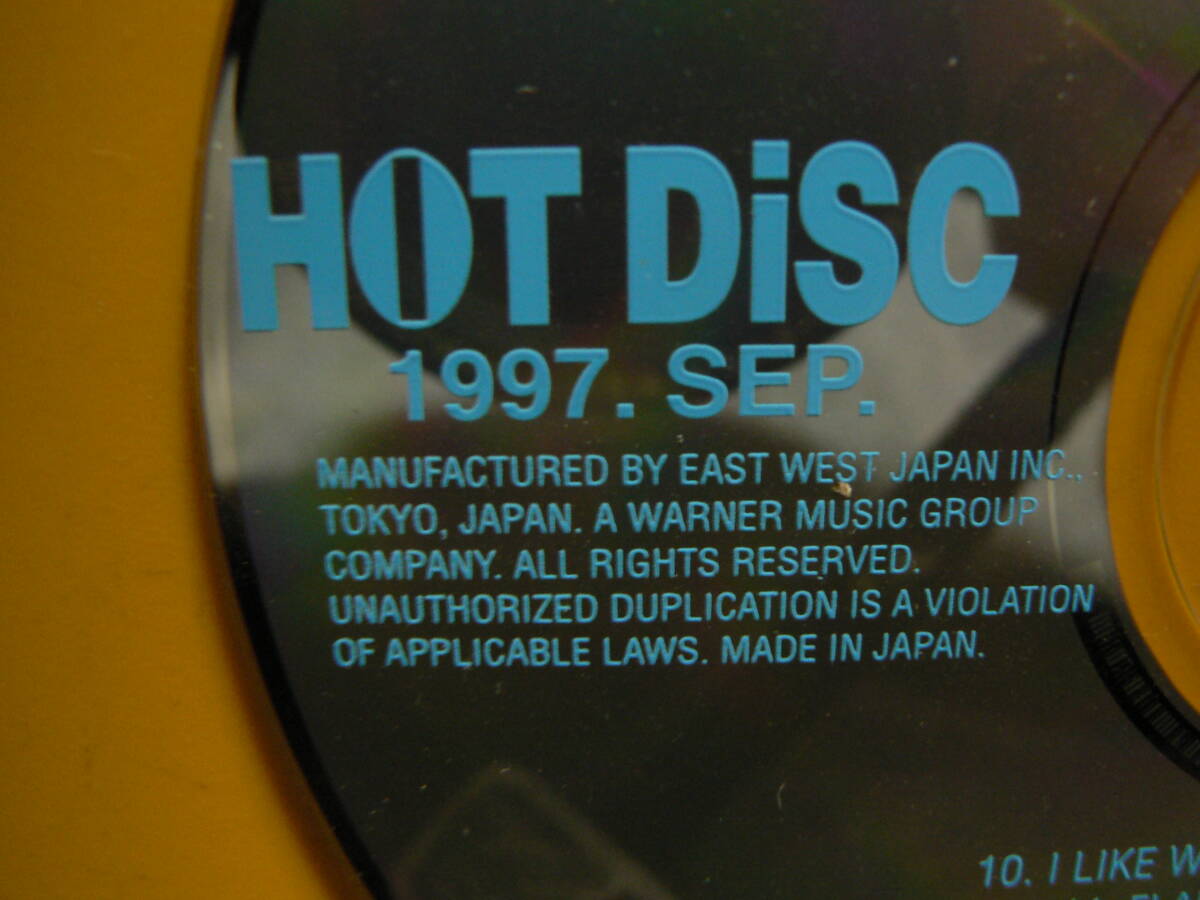 HOT DiSC
1997. SEP.
MANUFACTURED BY EAST WEST JAPAN INC.,
TOKYO, JAPAN. A WARNER MUSIC GROUP
COMPANY. ALL RIGHTS RESERVED.
UNAUTHORIZED DUPLICATION IS A VIOLATION
OF APPLICABLE LAWS. MADE IN JAPAN.
10. I LIKE